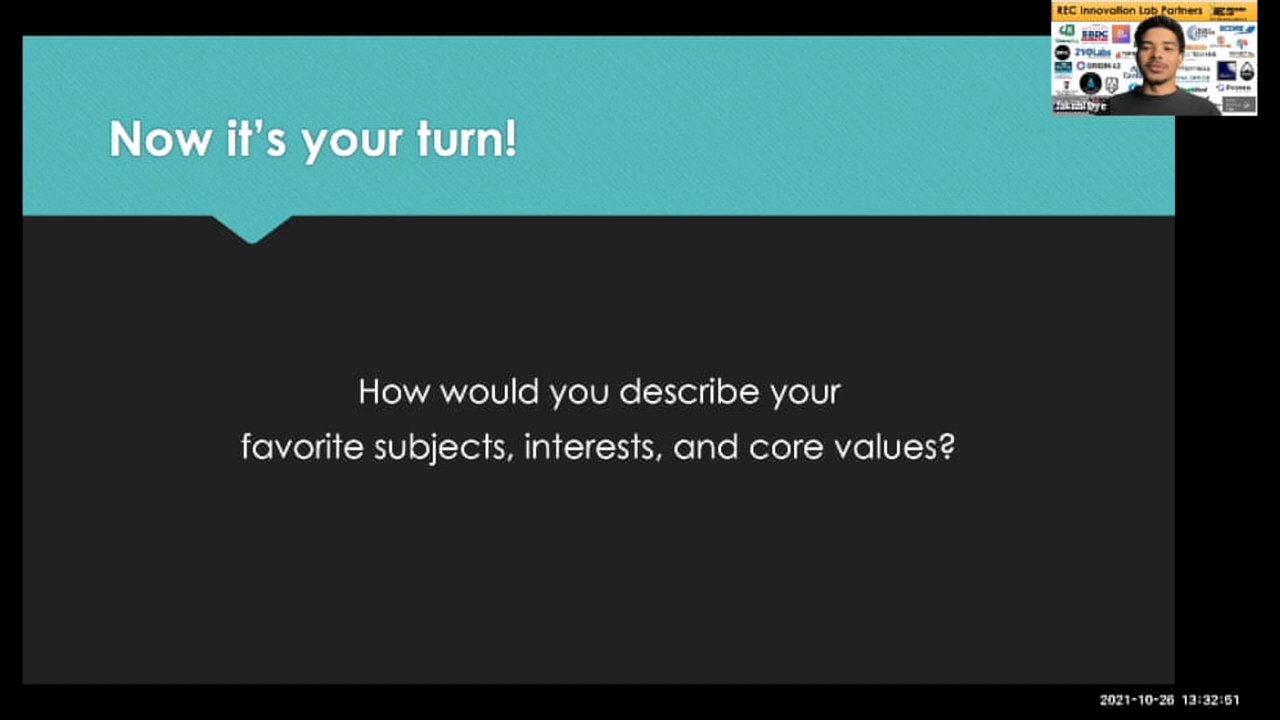 REC Innovation Lab Partners
SBDC
Now it's your turn!
How would you describe your
favorite subjects, interests, and core values?
2021-10-26 13:32:51